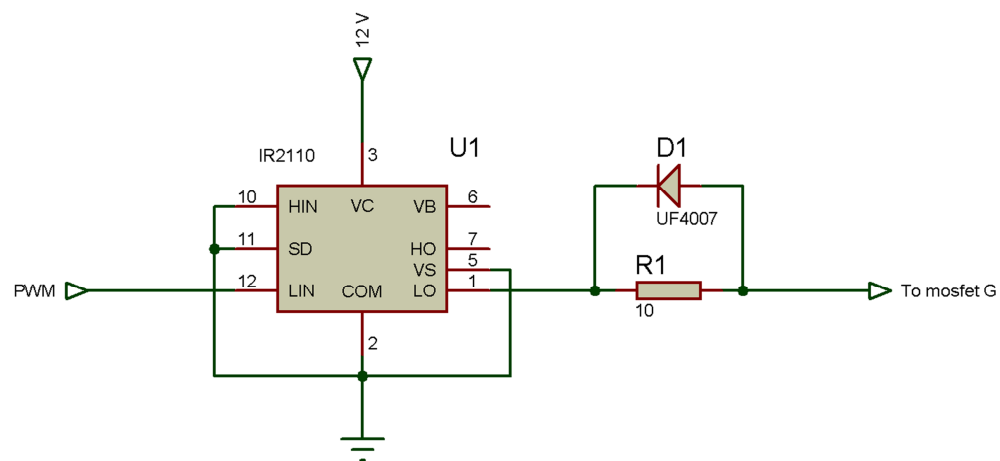 12 V
U1
IR2110
3
D1
10
HIN
VC
VB
6
UF4007
11
SD
HO
7
VS
5
R1
PWM
12
LIN
COM
LO
1
10
To mosfet G
2